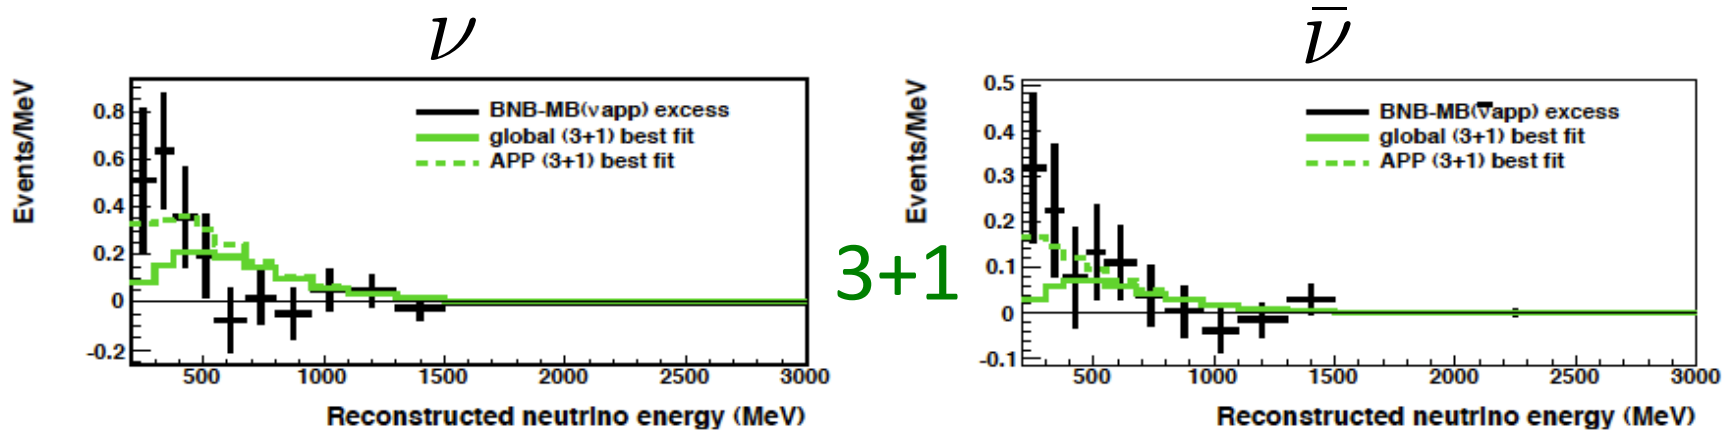 ν
Events/MeV
0.8
0.6
0.4
0.2
0
-0.2
BNB-MB(νapp) excess
global (3+1) best fit
APP (3+1) best fit
500 1000 1500 2000 2500 3000
Reconstructed neutrino energy (MeV)
3+1
ν̄
Events/MeV
0.5
0.4
0.3
0.2
0.1
0
-0.1
BNB-MB(ν̄app) excess
global (3+1) best fit
APP (3+1) best fit
500 1000 1500 2000 2500 3000
Reconstructed neutrino energy (MeV)